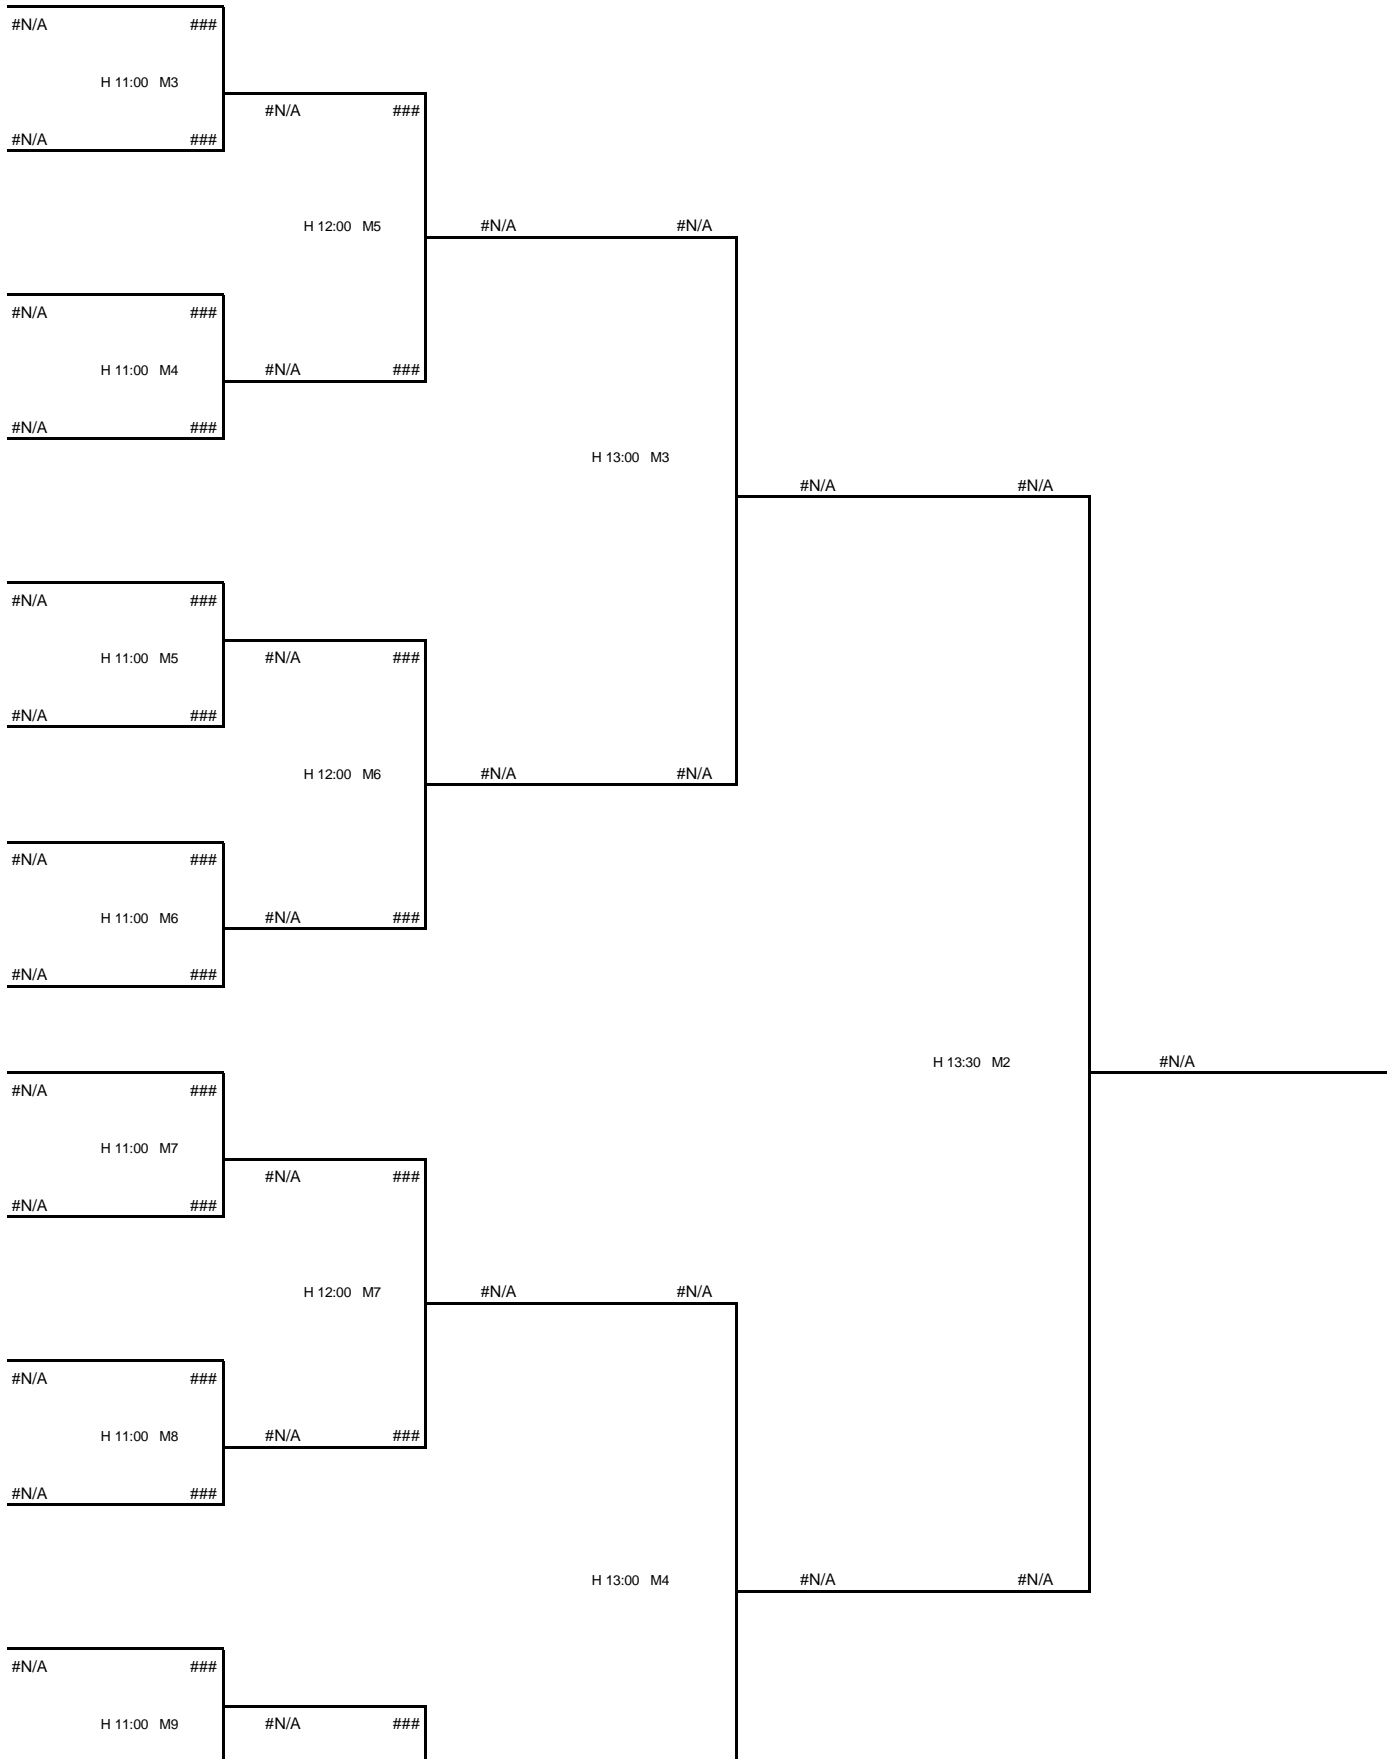 #N/A ###
H 11:00 M3
#N/A ###
#N/A ###
H 12:00 M5 #N/A #N/A
#N/A ###
H 11:00 M4 #N/A ###
#N/A ###
H 13:00 M3
#N/A #N/A
#N/A ###
H 11:00 M5 #N/A ###
#N/A ###
H 12:00 M6 #N/A #N/A
#N/A ###
H 11:00 M6 #N/A ###
#N/A ###
H 13:30 M2 #N/A
#N/A ###
H 11:00 M7
#N/A ###
#N/A ###
H 12:00 M7 #N/A #N/A
#N/A ###
H 11:00 M8 #N/A ###
#N/A ###
H 13:00 M4 #N/A #N/A
#N/A ###
H 11:00 M9 #N/A ###